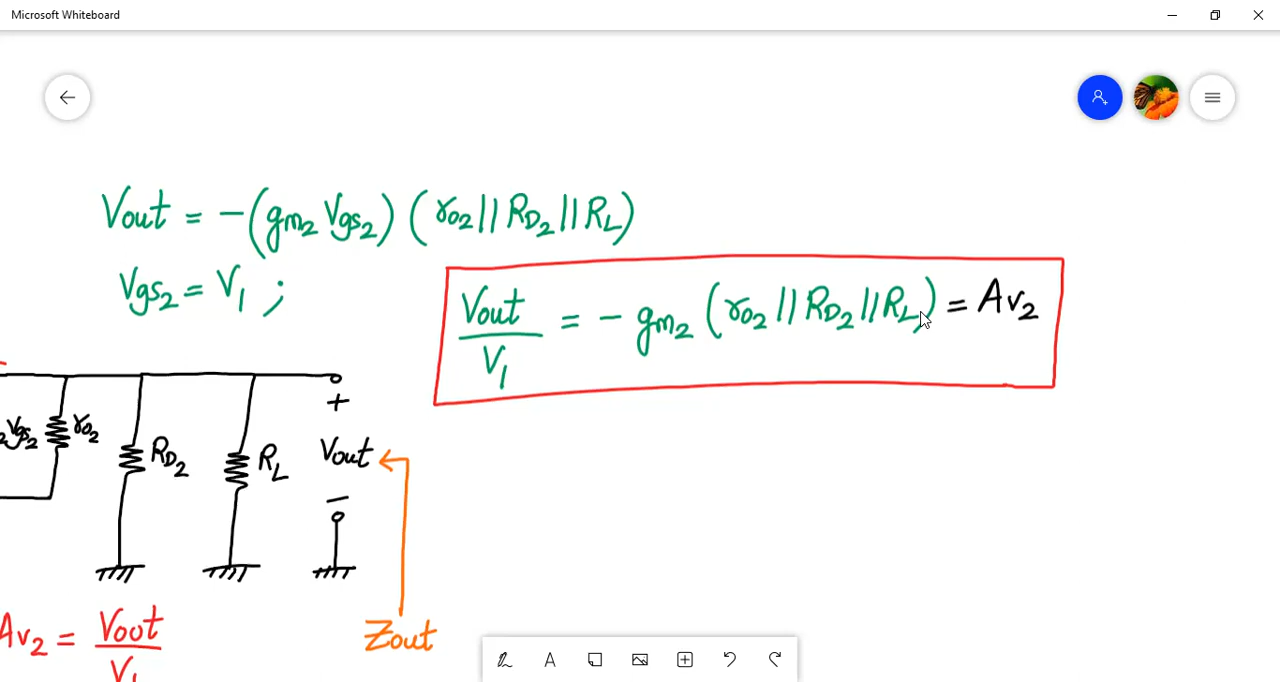 Microsoft Whiteboard
Vout = -(gm2 Vgs2) (ro2 // RD2 // RL)
Vgs2 = V1 ;
Vout / V1 = - gm2 (ro2 // RD2 // RL) = Av2
2Vgs2
ro2
RD2
RL
+
Vout
-
Av2 = Vout / V1
Zout
A